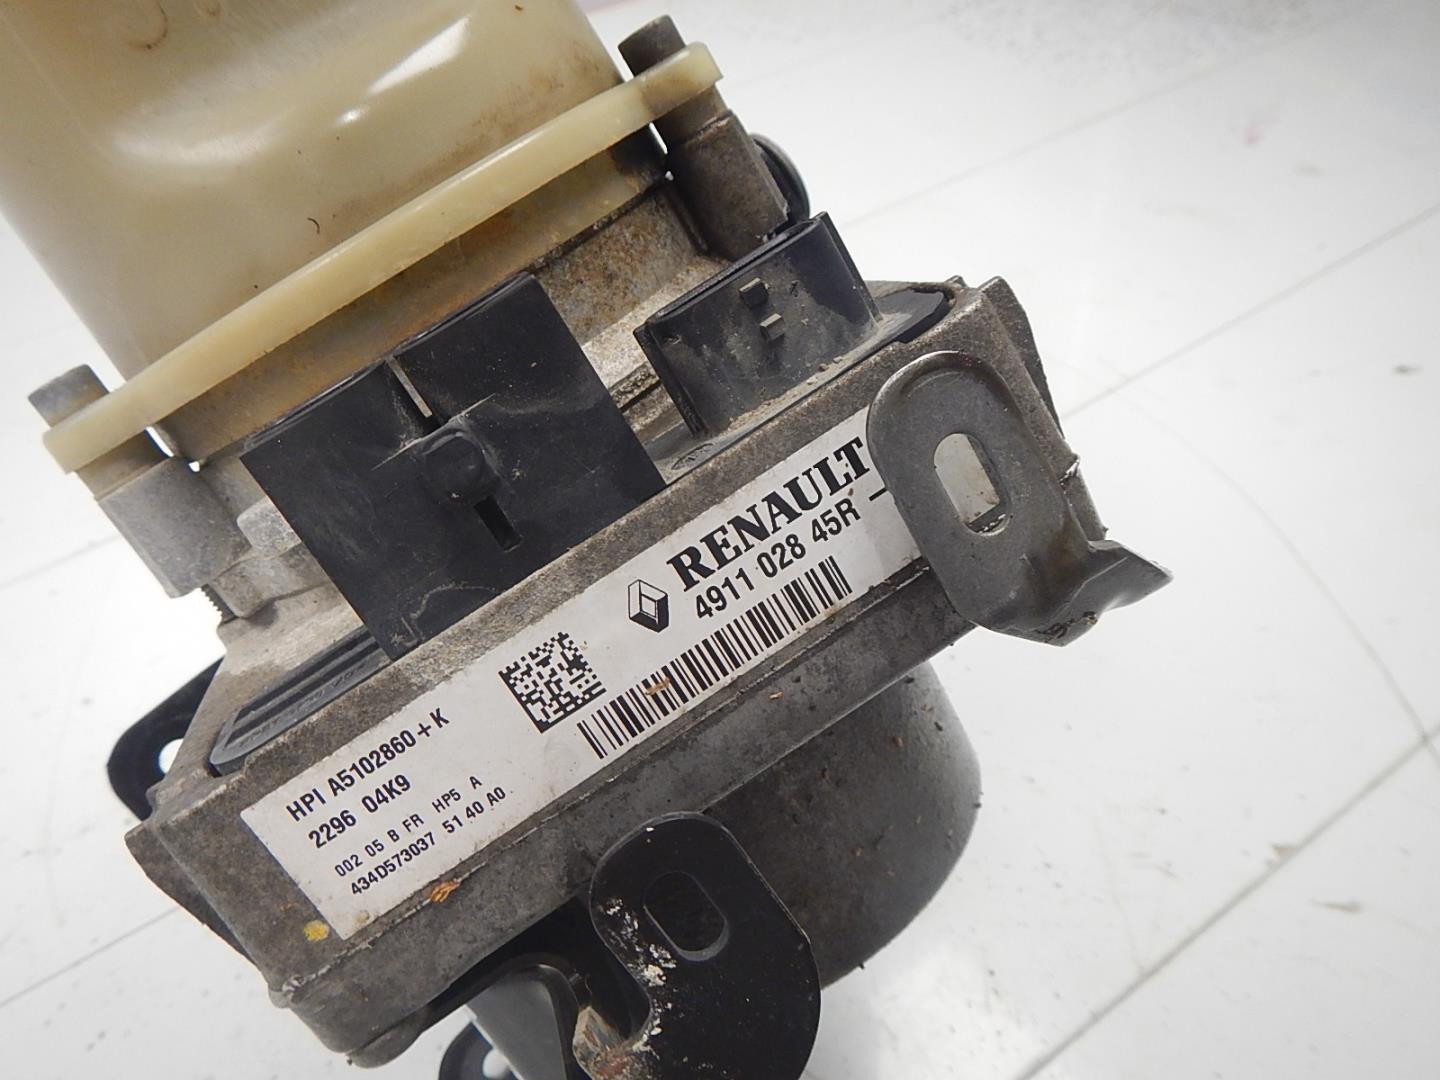 RENAULT
4911 028 45R
HPI A5102860+K
2296 04K9
002 05 B FR HP5 A
434D573037 51 40 A0